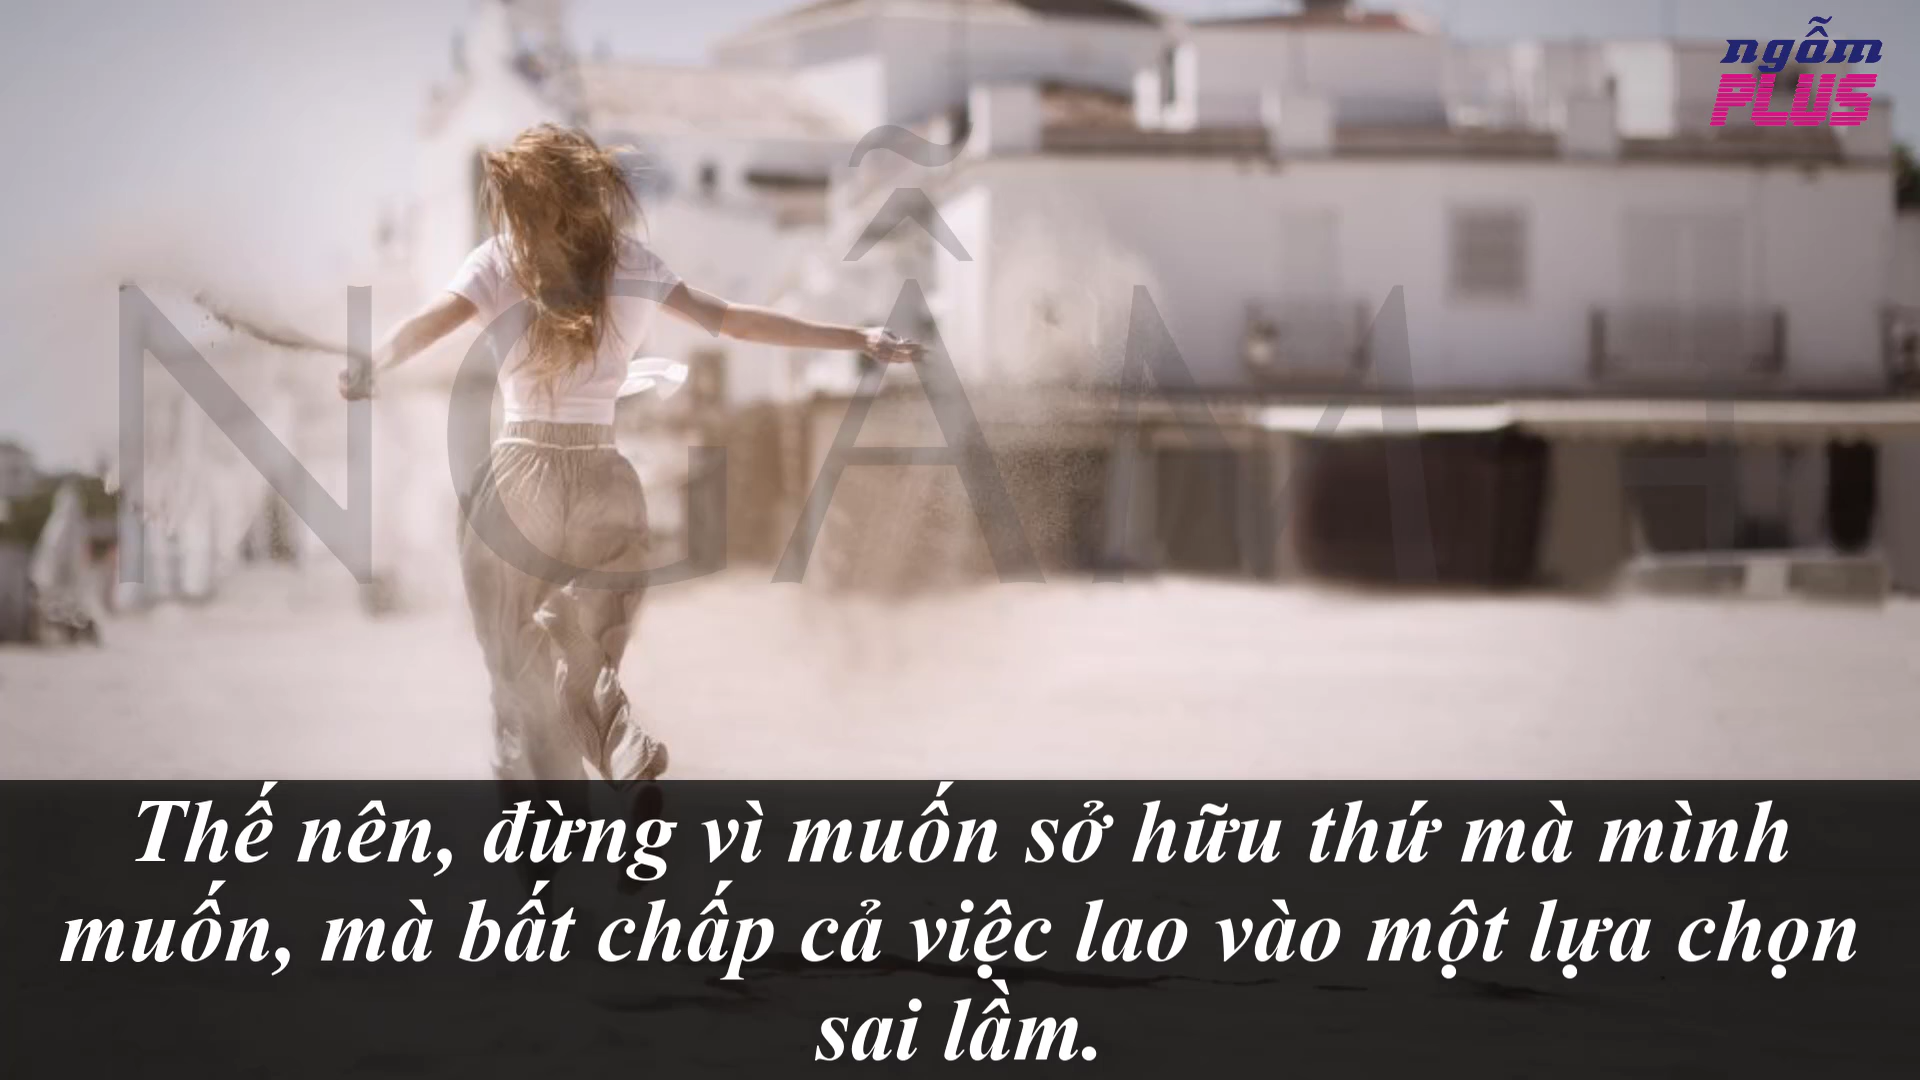 ngẫm
PLUS
NGẪM
Thế nên, đừng vì muốn sở hữu thứ mà mình
muốn, mà bất chấp cả việc lao vào một lựa chọn
sai lầm.